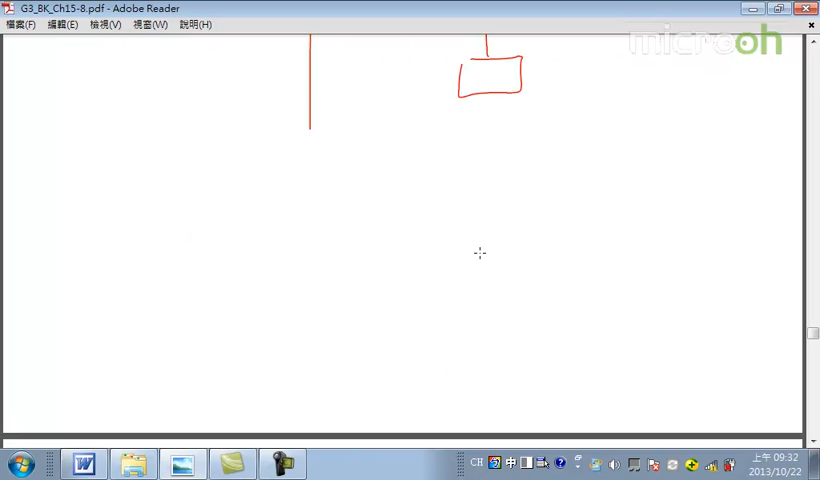 G3_BK_Ch15-8.pdf - Adobe Reader
檔案(F) 編輯(E) 檢視(V) 視窗(W) 說明(H)
microoh
CH 中
上午 09:32
2013/10/22